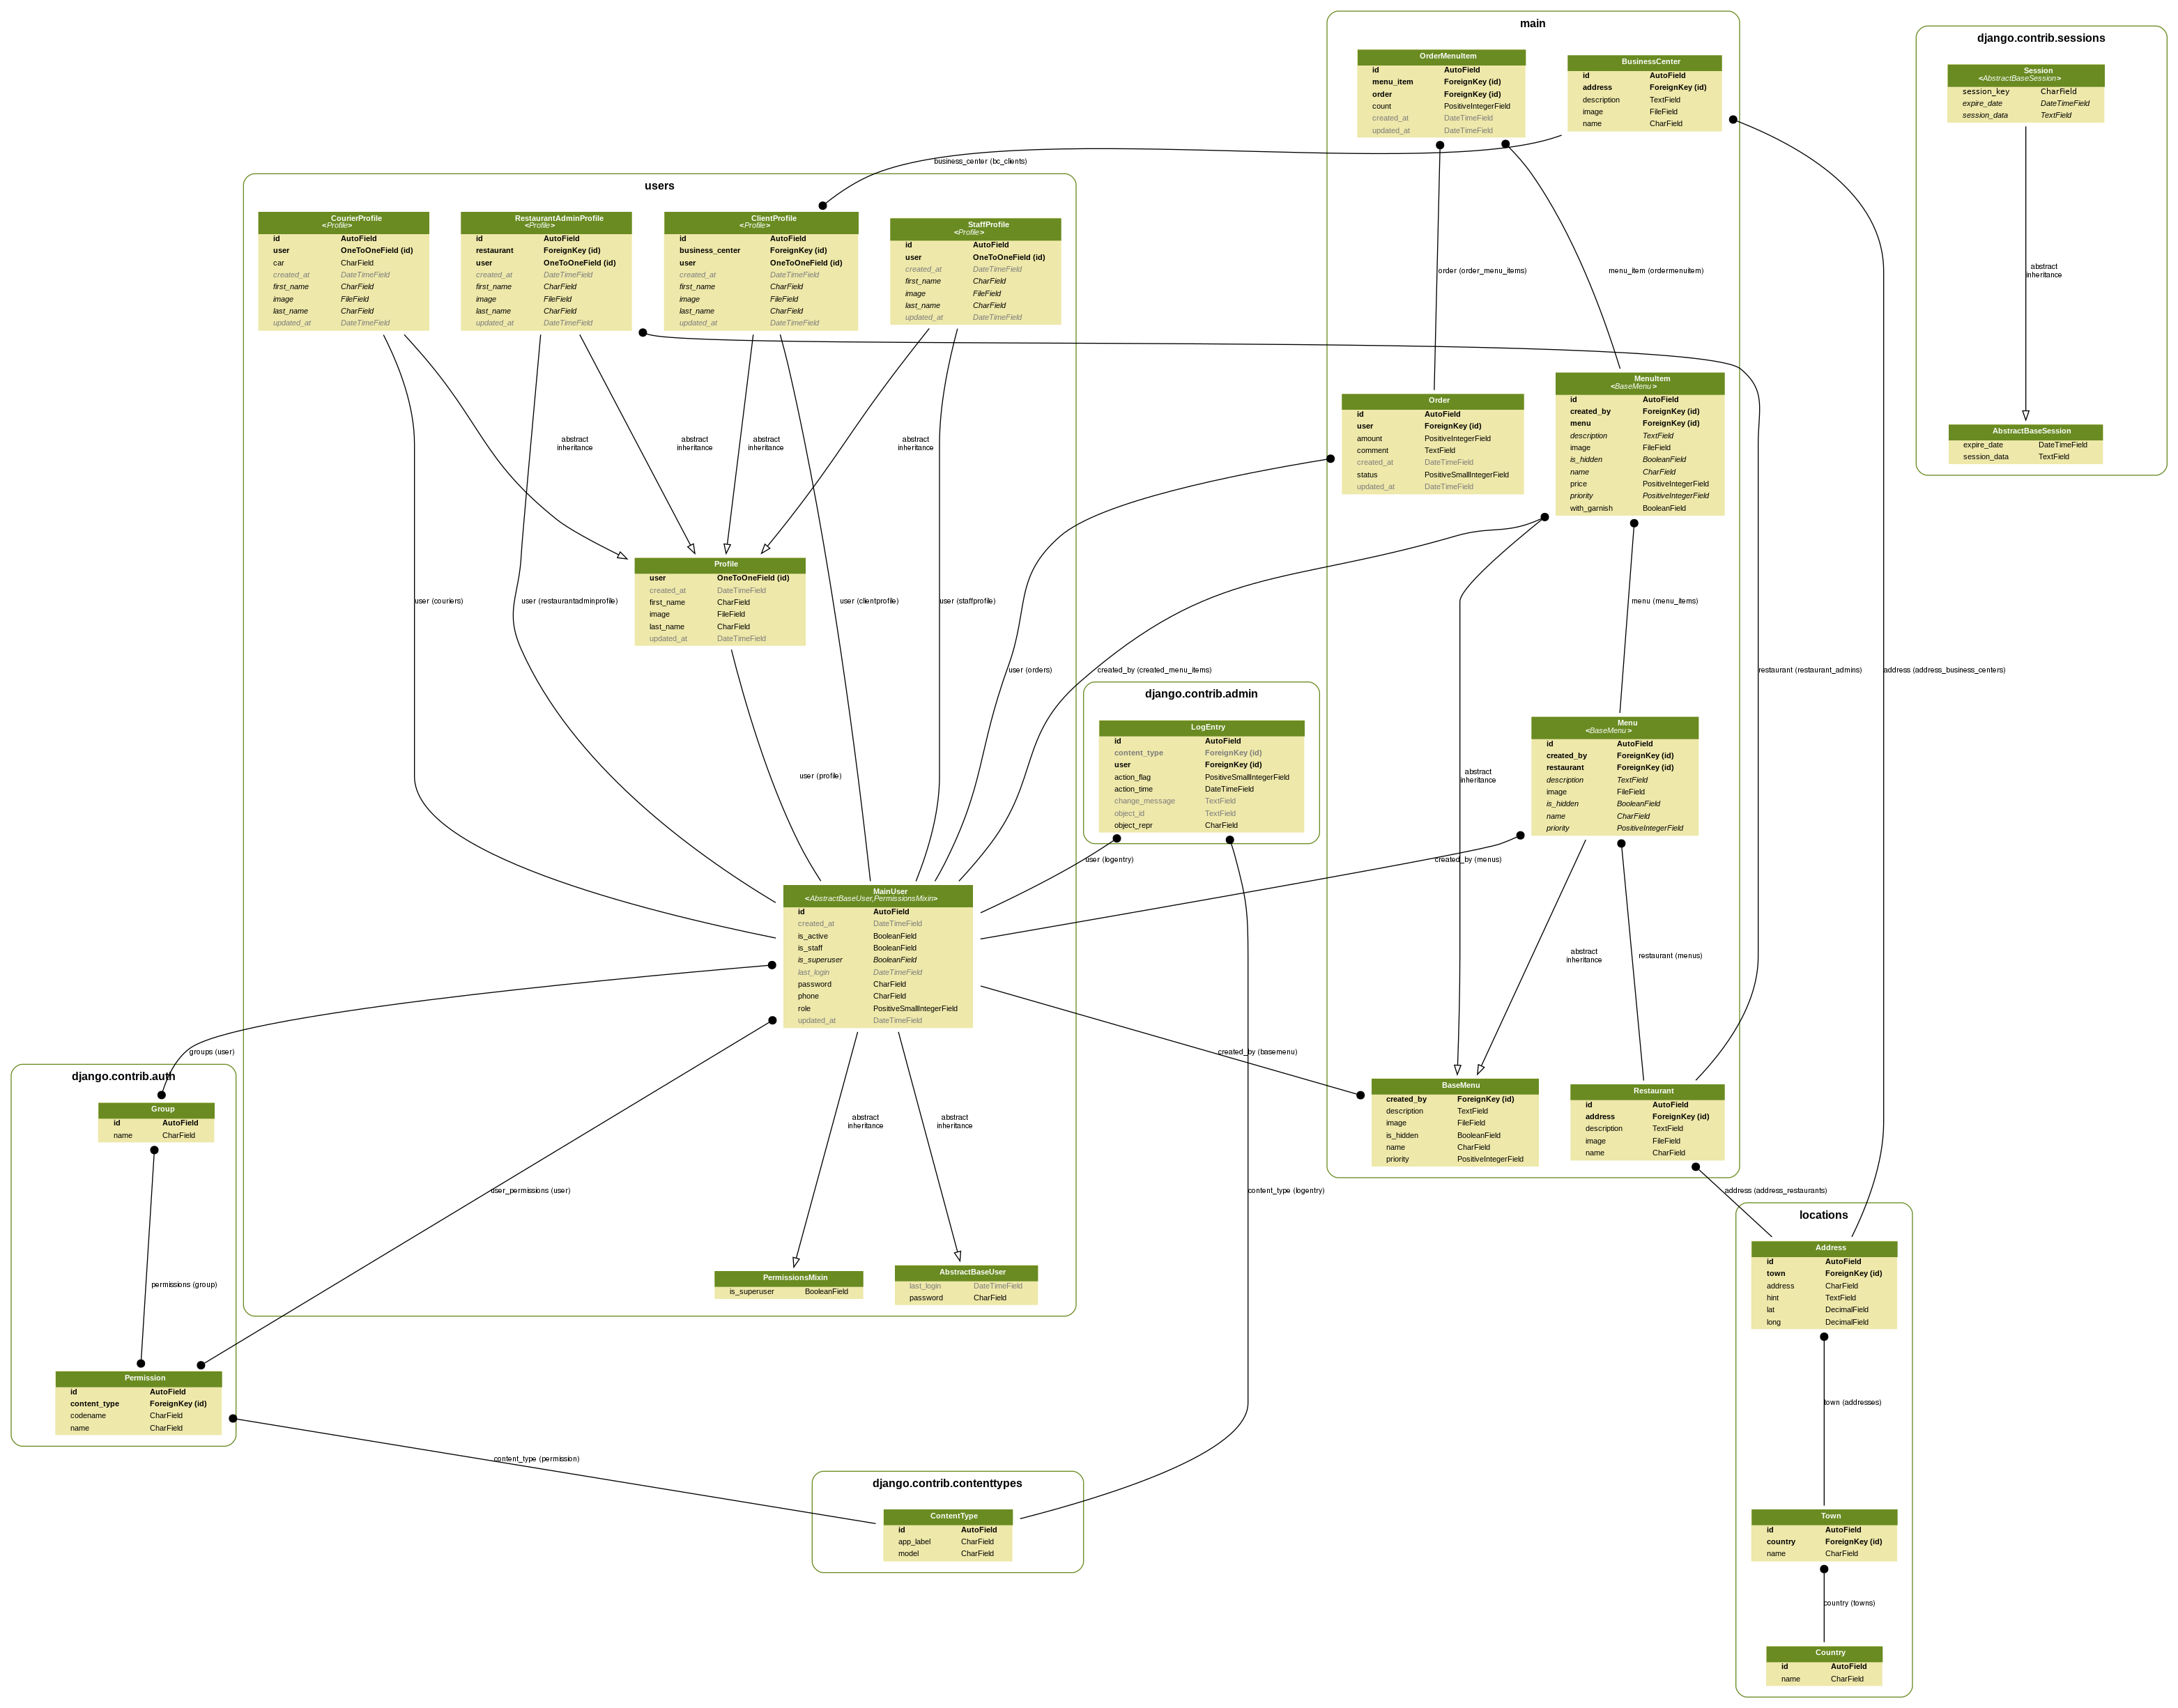 main
OrderMenuItem
id AutoField
menu_item ForeignKey (id)
order ForeignKey (id)
count PositiveIntegerField
created_at DateTimeField
updated_at DateTimeField
BusinessCenter
id AutoField
address ForeignKey (id)
description TextField
image FileField
name CharField
django.contrib.sessions
Session
<AbstractBaseSession>
session_key CharField
expire_date DateTimeField
session_data TextField
abstract
inheritance
AbstractBaseSession
expire_date DateTimeField
session_data TextField
business_center (bc_clients)
users
CourierProfile
<Profile>
id AutoField
user OneToOneField (id)
car CharField
created_at DateTimeField
first_name CharField
image FileField
last_name CharField
updated_at DateTimeField
RestaurantAdminProfile
<Profile>
id AutoField
restaurant ForeignKey (id)
user OneToOneField (id)
created_at DateTimeField
first_name CharField
image FileField
last_name CharField
updated_at DateTimeField
ClientProfile
<Profile>
id AutoField
business_center ForeignKey (id)
user OneToOneField (id)
created_at DateTimeField
first_name CharField
image FileField
last_name CharField
updated_at DateTimeField
StaffProfile
<Profile>
id AutoField
user OneToOneField (id)
created_at DateTimeField
first_name CharField
image FileField
last_name CharField
updated_at DateTimeField
order (order_menu_items)
menu_item (ordermenuitem)
Order
id AutoField
user ForeignKey (id)
amount PositiveIntegerField
comment TextField
created_at DateTimeField
status PositiveSmallIntegerField
updated_at DateTimeField
MenuItem
<BaseMenu>
id AutoField
created_by ForeignKey (id)
menu ForeignKey (id)
description TextField
image FileField
is_hidden BooleanField
name CharField
price PositiveIntegerField
priority PositiveIntegerField
with_garnish BooleanField
abstract
inheritance
abstract
inheritance
abstract
inheritance
abstract
inheritance
Profile
user OneToOneField (id)
created_at DateTimeField
first_name CharField
image FileField
last_name CharField
updated_at DateTimeField
user (couriers)
user (restaurantadminprofile)
user (clientprofile)
user (staffprofile)
menu (menu_items)
user (orders)
created_by (created_menu_items)
restaurant (restaurant_admins)
address (address_business_centers)
django.contrib.admin
LogEntry
id AutoField
content_type ForeignKey (id)
user ForeignKey (id)
action_flag PositiveSmallIntegerField
action_time DateTimeField
change_message TextField
object_id TextField
object_repr CharField
Menu
<BaseMenu>
id AutoField
created_by ForeignKey (id)
restaurant ForeignKey (id)
description TextField
image FileField
is_hidden BooleanField
name CharField
priority PositiveIntegerField
user (profile)
abstract
inheritance
user (logentry)
created_by (menus)
MainUser
<AbstractBaseUser,PermissionsMixin>
id AutoField
created_at DateTimeField
is_active BooleanField
is_staff BooleanField
is_superuser BooleanField
last_login DateTimeField
password CharField
phone CharField
role PositiveSmallIntegerField
updated_at DateTimeField
abstract
inheritance
restaurant (menus)
groups (user)
created_by (basemenu)
django.contrib.auth
Group
id AutoField
name CharField
abstract
inheritance
abstract
inheritance
BaseMenu
created_by ForeignKey (id)
description TextField
image FileField
is_hidden BooleanField
name CharField
priority PositiveIntegerField
Restaurant
id AutoField
address ForeignKey (id)
description TextField
image FileField
name CharField
user_permissions (user)
content_type (logentry)
address (address_restaurants)
locations
permissions (group)
PermissionsMixin
is_superuser BooleanField
AbstractBaseUser
last_login DateTimeField
password CharField
Address
id AutoField
town ForeignKey (id)
address CharField
hint TextField
lat DecimalField
long DecimalField
Permission
id AutoField
content_type ForeignKey (id)
codename CharField
name CharField
town (addresses)
content_type (permission)
django.contrib.contenttypes
ContentType
id AutoField
app_label CharField
model CharField
Town
id AutoField
country ForeignKey (id)
name CharField
country (towns)
Country
id AutoField
name CharField